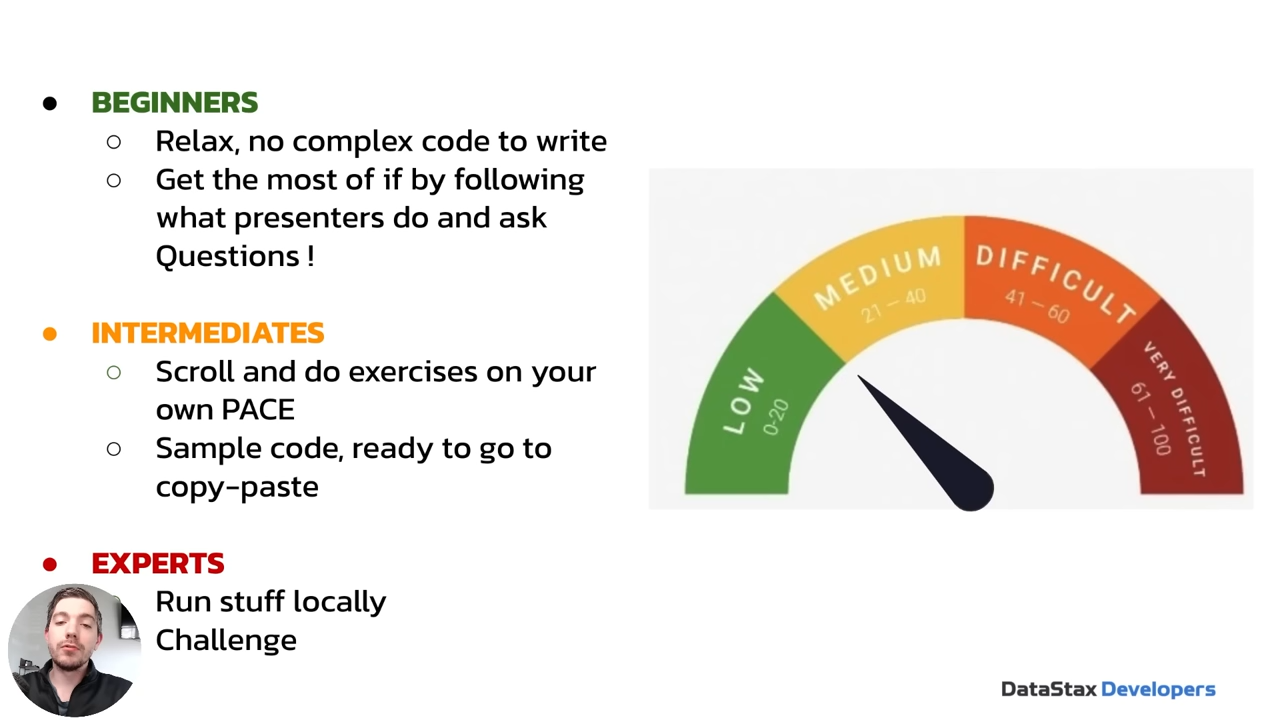 BEGINNERS
Relax, no complex code to write
Get the most of if by following
what presenters do and ask
Questions !
INTERMEDIATES
Scroll and do exercises on your
own PACE
Sample code, ready to go to
copy-paste
EXPERTS
Run stuff locally
Challenge
LOW
0-20
MEDIUM
21 — 40
DIFFICULT
41 — 60
VERY DIFFICULT
61 — 100
DataStax Developers